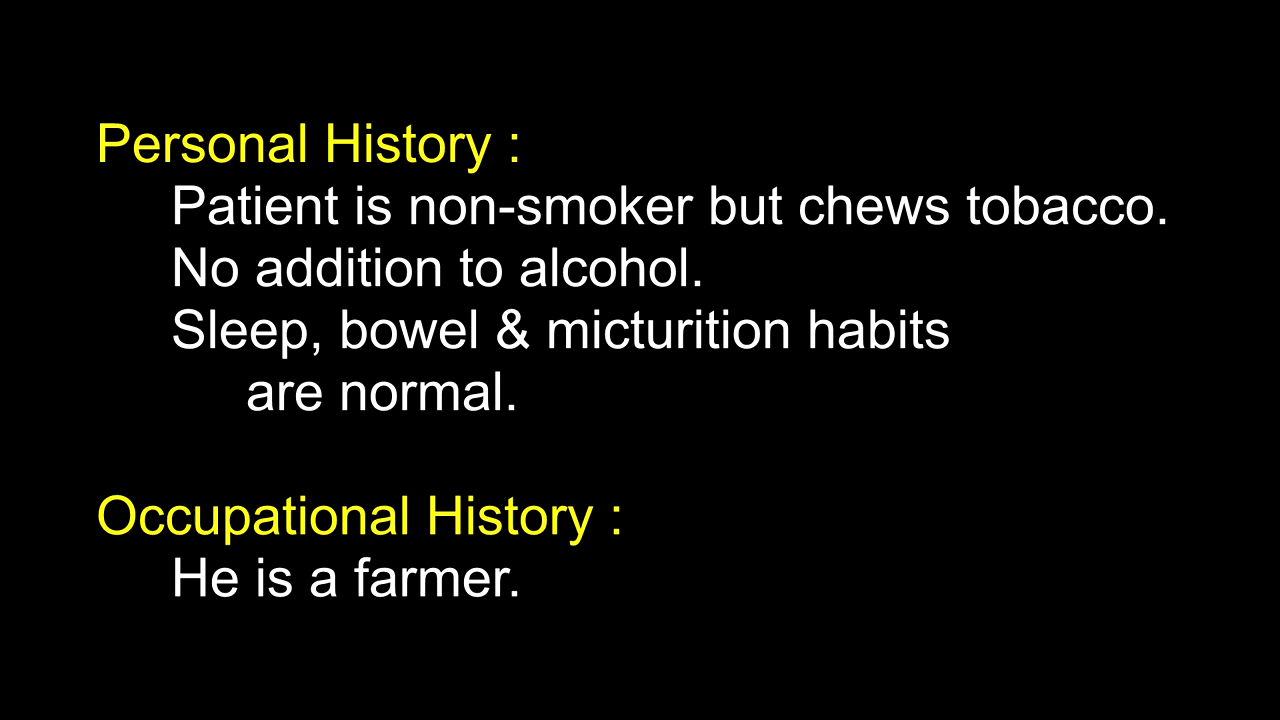 Personal History :
Patient is non-smoker but chews tobacco.
No addition to alcohol.
Sleep, bowel & micturition habits
are normal.
Occupational History :
He is a farmer.